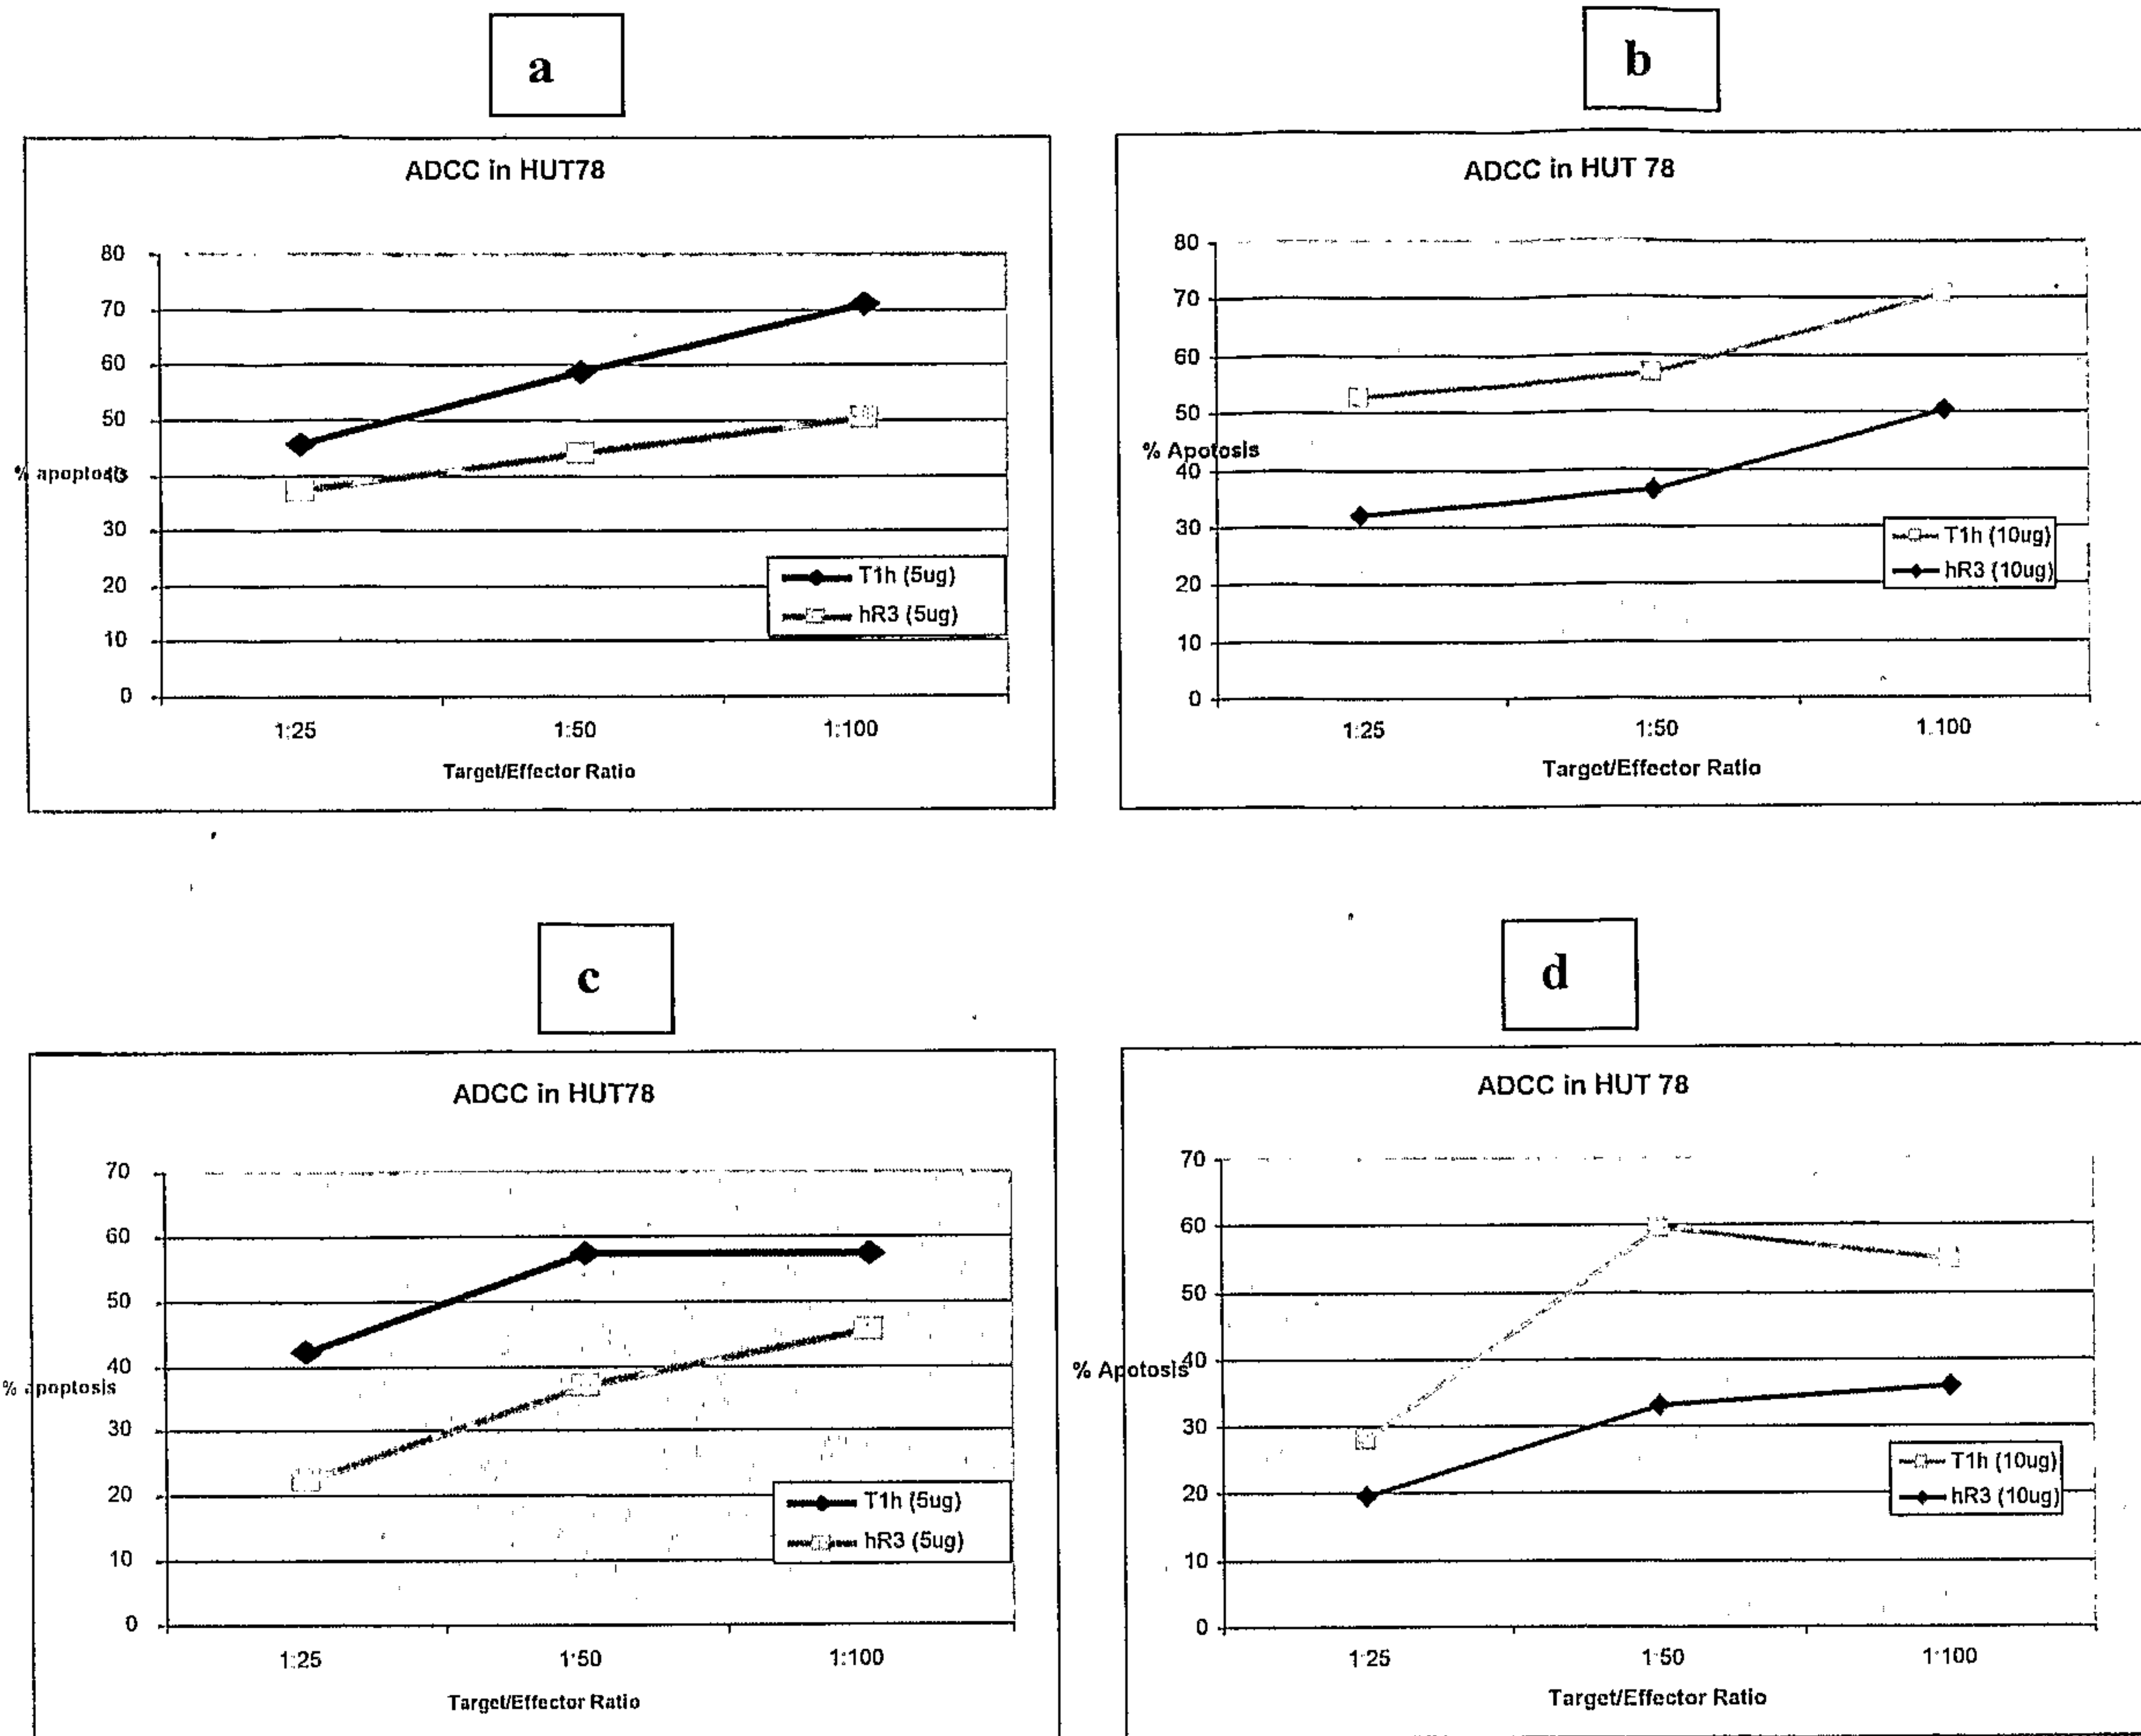 a
ADCC in HUT78
80
70
60
50
% apoptosis
40
30
20
10
0
T1h (5ug)
hR3 (5ug)
1:25 1:50 1:100
Target/Effector Ratio
b
ADCC in HUT 78
80
70
60
50
% Apotosis
40
30
20
10
0
T1h (10ug)
hR3 (10ug)
1:25 1:50 1:100
Target/Effector Ratio
c
ADCC in HUT78
70
60
50
40
% apoptosis
30
20
10
0
T1h (5ug)
hR3 (5ug)
1:25 1:50 1:100
Target/Effector Ratio
d
ADCC in HUT 78
70
60
50
40
% Apotosis
30
20
10
0
T1h (10ug)
hR3 (10ug)
1:25 1:50 1:100
Target/Effector Ratio